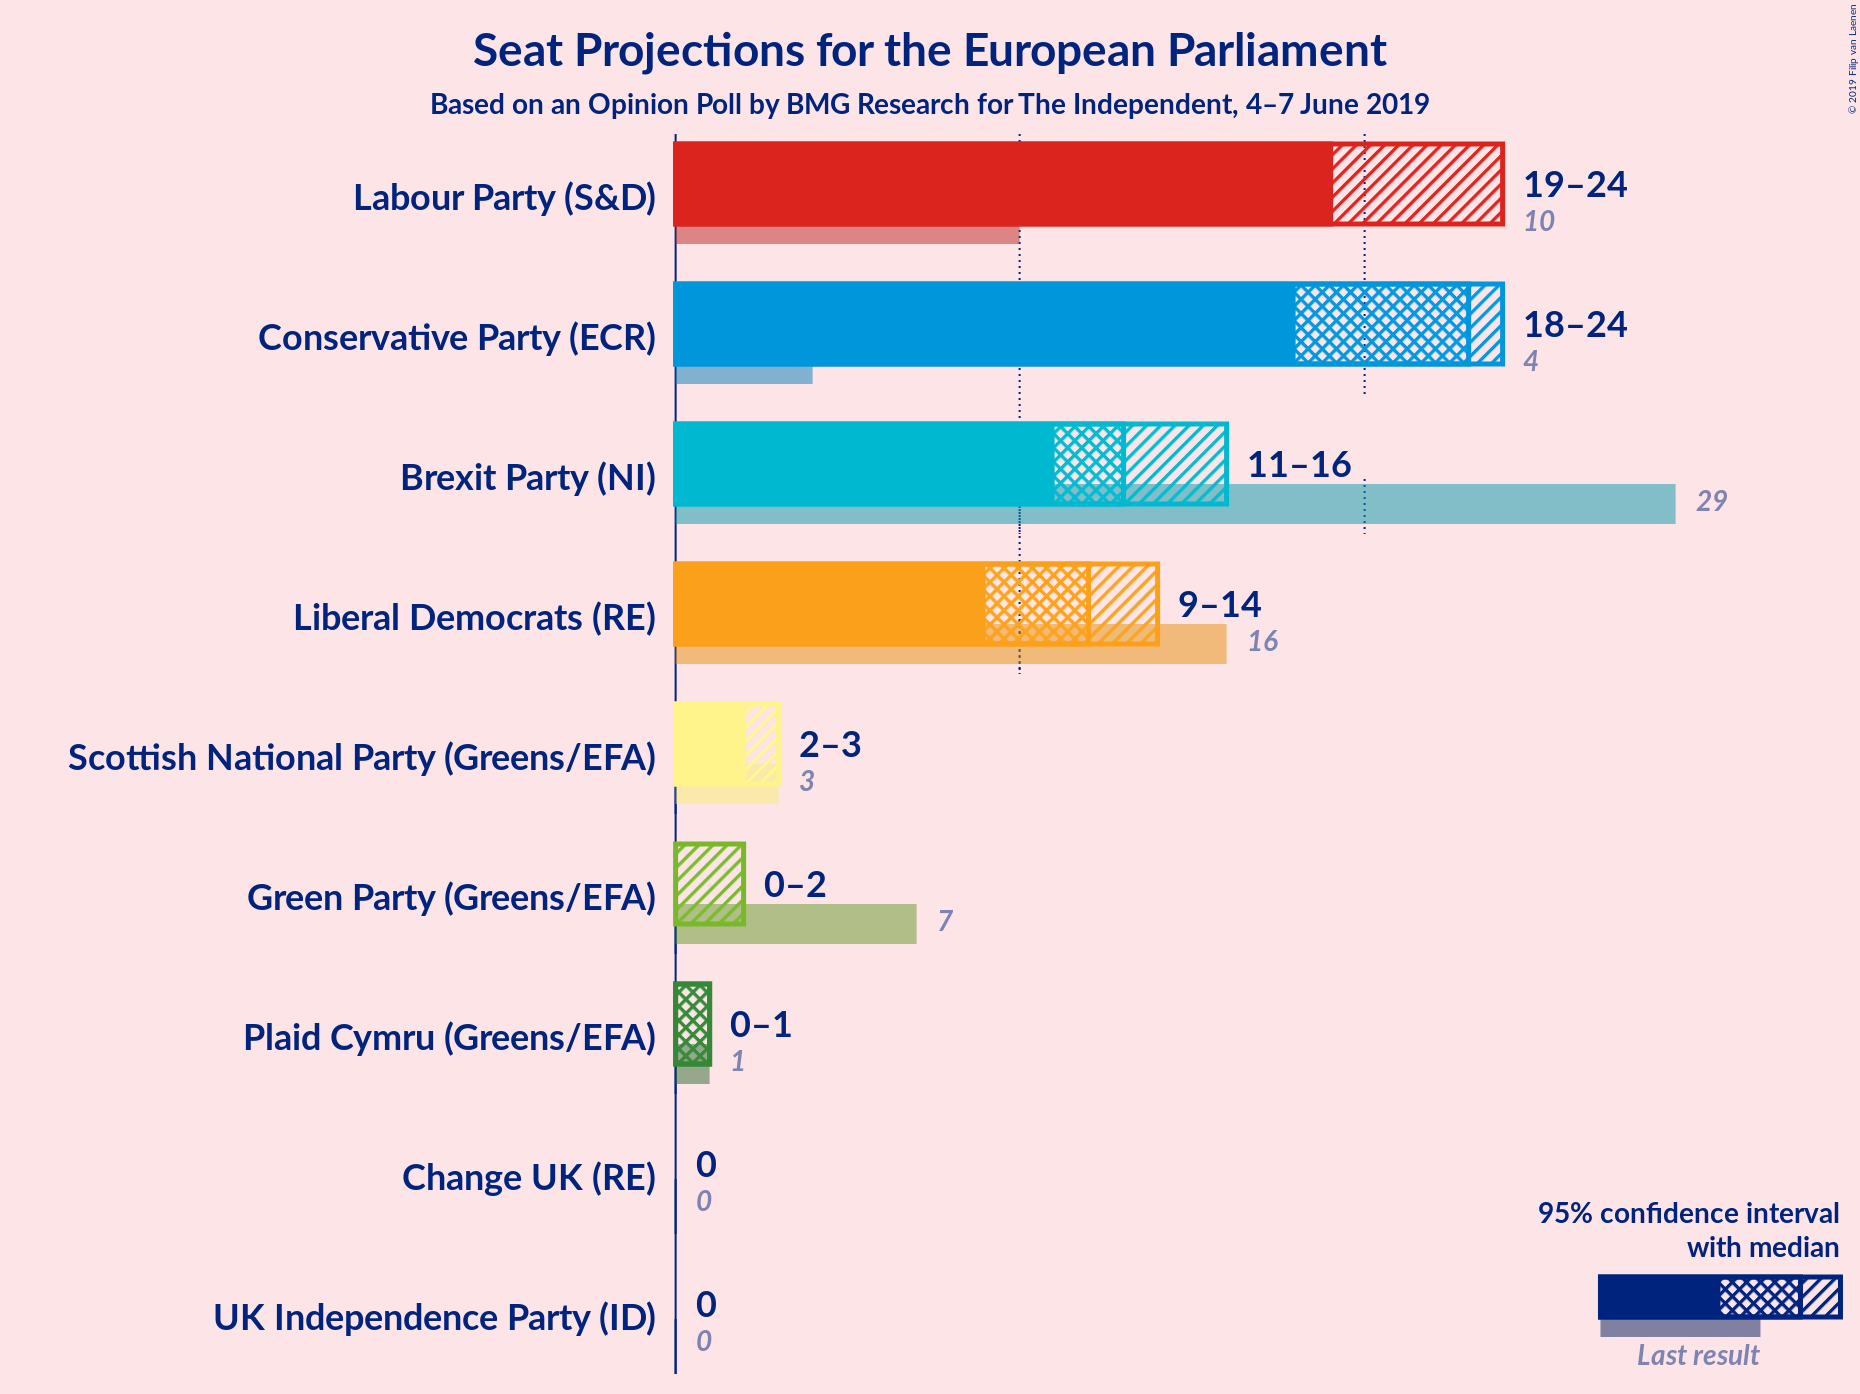 Seat Projections for the European Parliament
Based on an Opinion Poll by BMG Research for The Independent, 4–7 June 2019
© 2019 Filip van Laenen
Labour Party (S&D)
19–24
10
Conservative Party (ECR)
18–24
4
Brexit Party (NI)
11–16
29
Liberal Democrats (RE)
9–14
16
Scottish National Party (Greens/EFA)
2–3
3
Green Party (Greens/EFA)
0–2
7
Plaid Cymru (Greens/EFA)
0–1
1
Change UK (RE)
0
0
UK Independence Party (ID)
0
0
95% confidence interval
with median
Last result